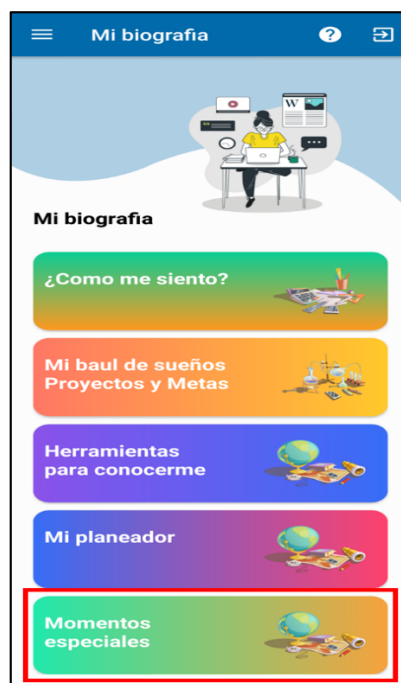 Mi biografia
?
W
Mi biografia
¿Como me siento?
Mi baul de sueños
Proyectos y Metas
Herramientas
para conocerme
Mi planeador
Momentos
especiales